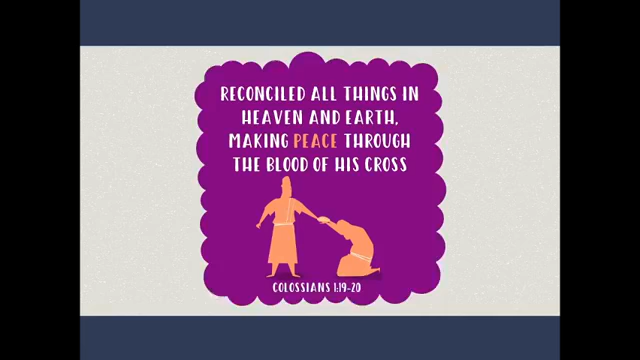 RECONCILED ALL THINGS IN
HEAVEN AND EARTH,
MAKING PEACE THROUGH
THE BLOOD OF HIS CROSS
COLOSSIANS 1:19-20